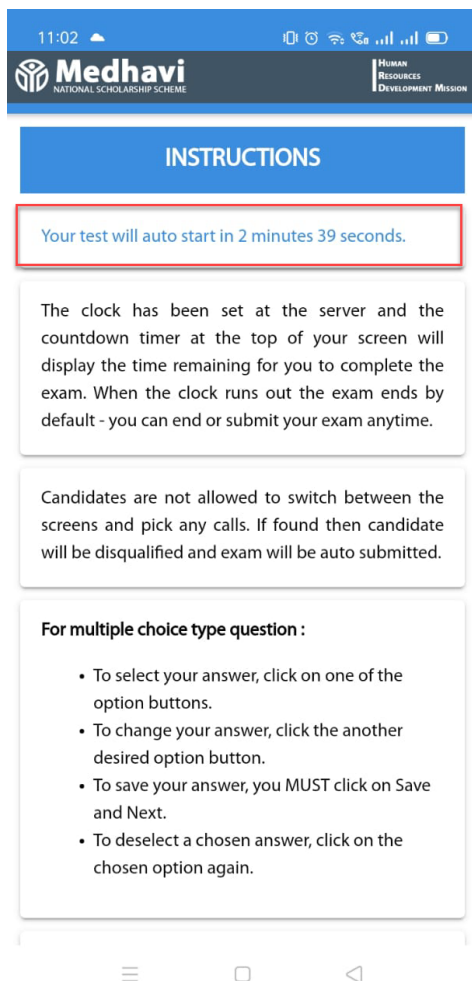 11:02
Medhavi
NATIONAL SCHOLARSHIP SCHEME
HUMAN
RESOURCES
DEVELOPMENT MISSION
INSTRUCTIONS
Your test will auto start in 2 minutes 39 seconds.
The clock has been set at the server and the
countdown timer at the top of your screen will
display the time remaining for you to complete the
exam. When the clock runs out the exam ends by
default - you can end or submit your exam anytime.
Candidates are not allowed to switch between the
screens and pick any calls. If found then candidate
will be disqualified and exam will be auto submitted.
For multiple choice type question :
• To select your answer, click on one of the
option buttons.
• To change your answer, click the another
desired option button.
• To save your answer, you MUST click on Save
and Next.
• To deselect a chosen answer, click on the
chosen option again.